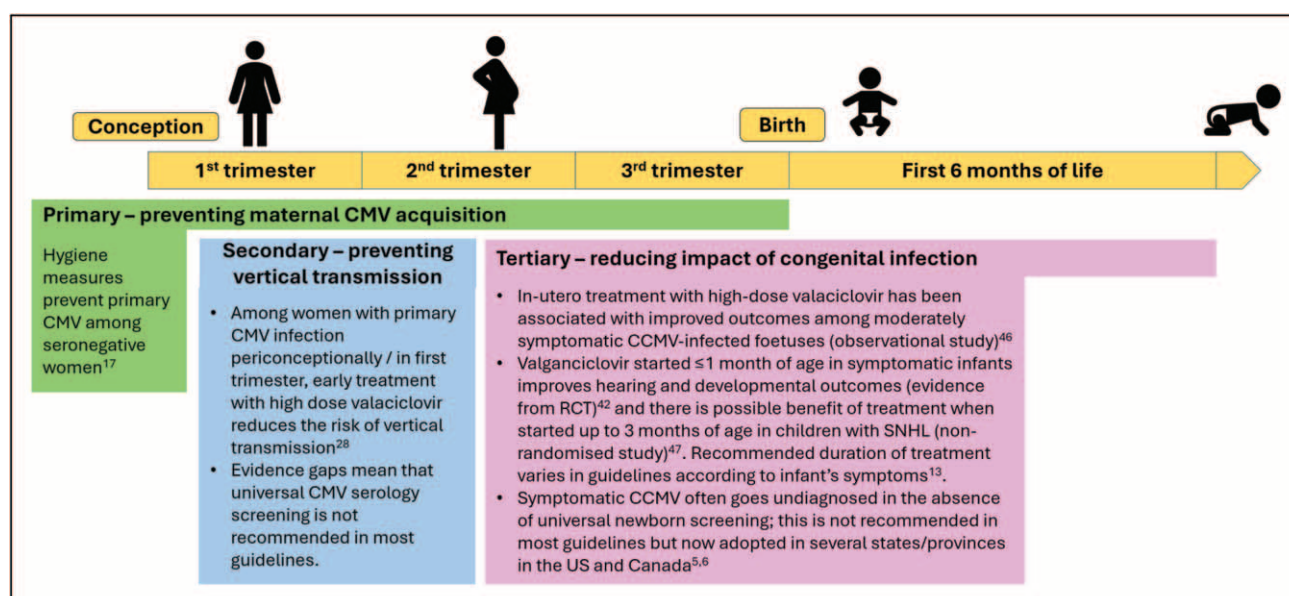 Conception
Birth
1st trimester
2nd trimester
3rd trimester
First 6 months of life
Primary – preventing maternal CMV acquisition
Hygiene
measures
prevent primary
CMV among
seronegative
women17
Secondary – preventing
vertical transmission
• Among women with primary
CMV infection
periconceptionally / in first
trimester, early treatment
with high dose valaciclovir
reduces the risk of vertical
transmission28
• Evidence gaps mean that
universal CMV serology
screening is not
recommended in most
guidelines.
Tertiary – reducing impact of congenital infection
• In-utero treatment with high-dose valaciclovir has been
associated with improved outcomes among moderately
symptomatic CCMV-infected foetuses (observational study)46
• Valganciclovir started ≤1 month of age in symptomatic infants
improves hearing and developmental outcomes (evidence
from RCT)42 and there is possible benefit of treatment when
started up to 3 months of age in children with SNHL (non-
randomised study)47. Recommended duration of treatment
varies in guidelines according to infant’s symptoms13.
• Symptomatic CCMV often goes undiagnosed in the absence
of universal newborn screening; this is not recommended in
most guidelines but now adopted in several states/provinces
in the US and Canada5,6